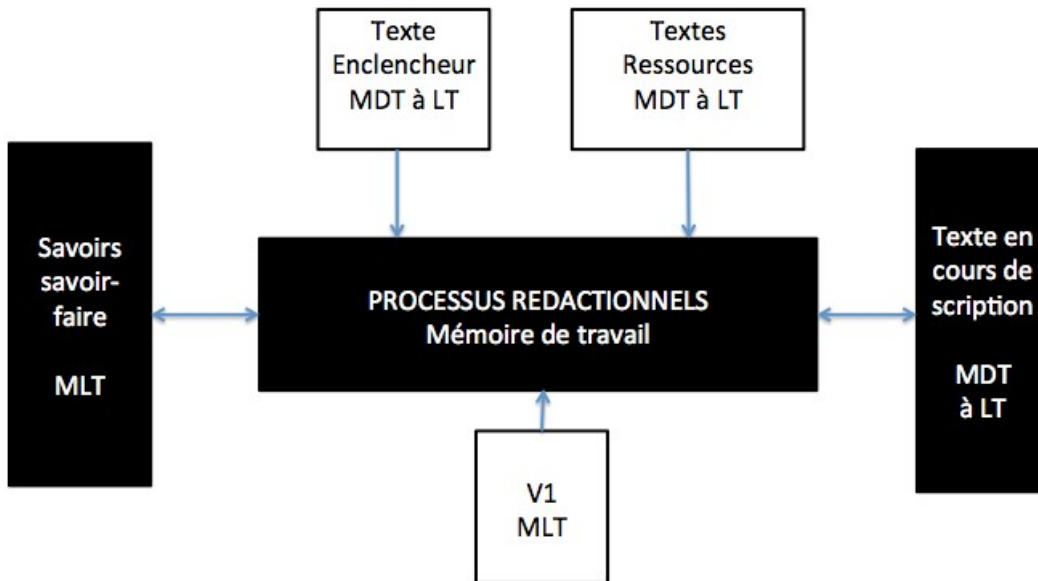 Texte
Enclencheur
MDT à LT
Textes
Ressources
MDT à LT
Savoirs
savoir-
faire
MLT
PROCESSUS REDACTIONNELS
Mémoire de travail
Texte en
cours de
scription
MDT
à LT
V1
MLT